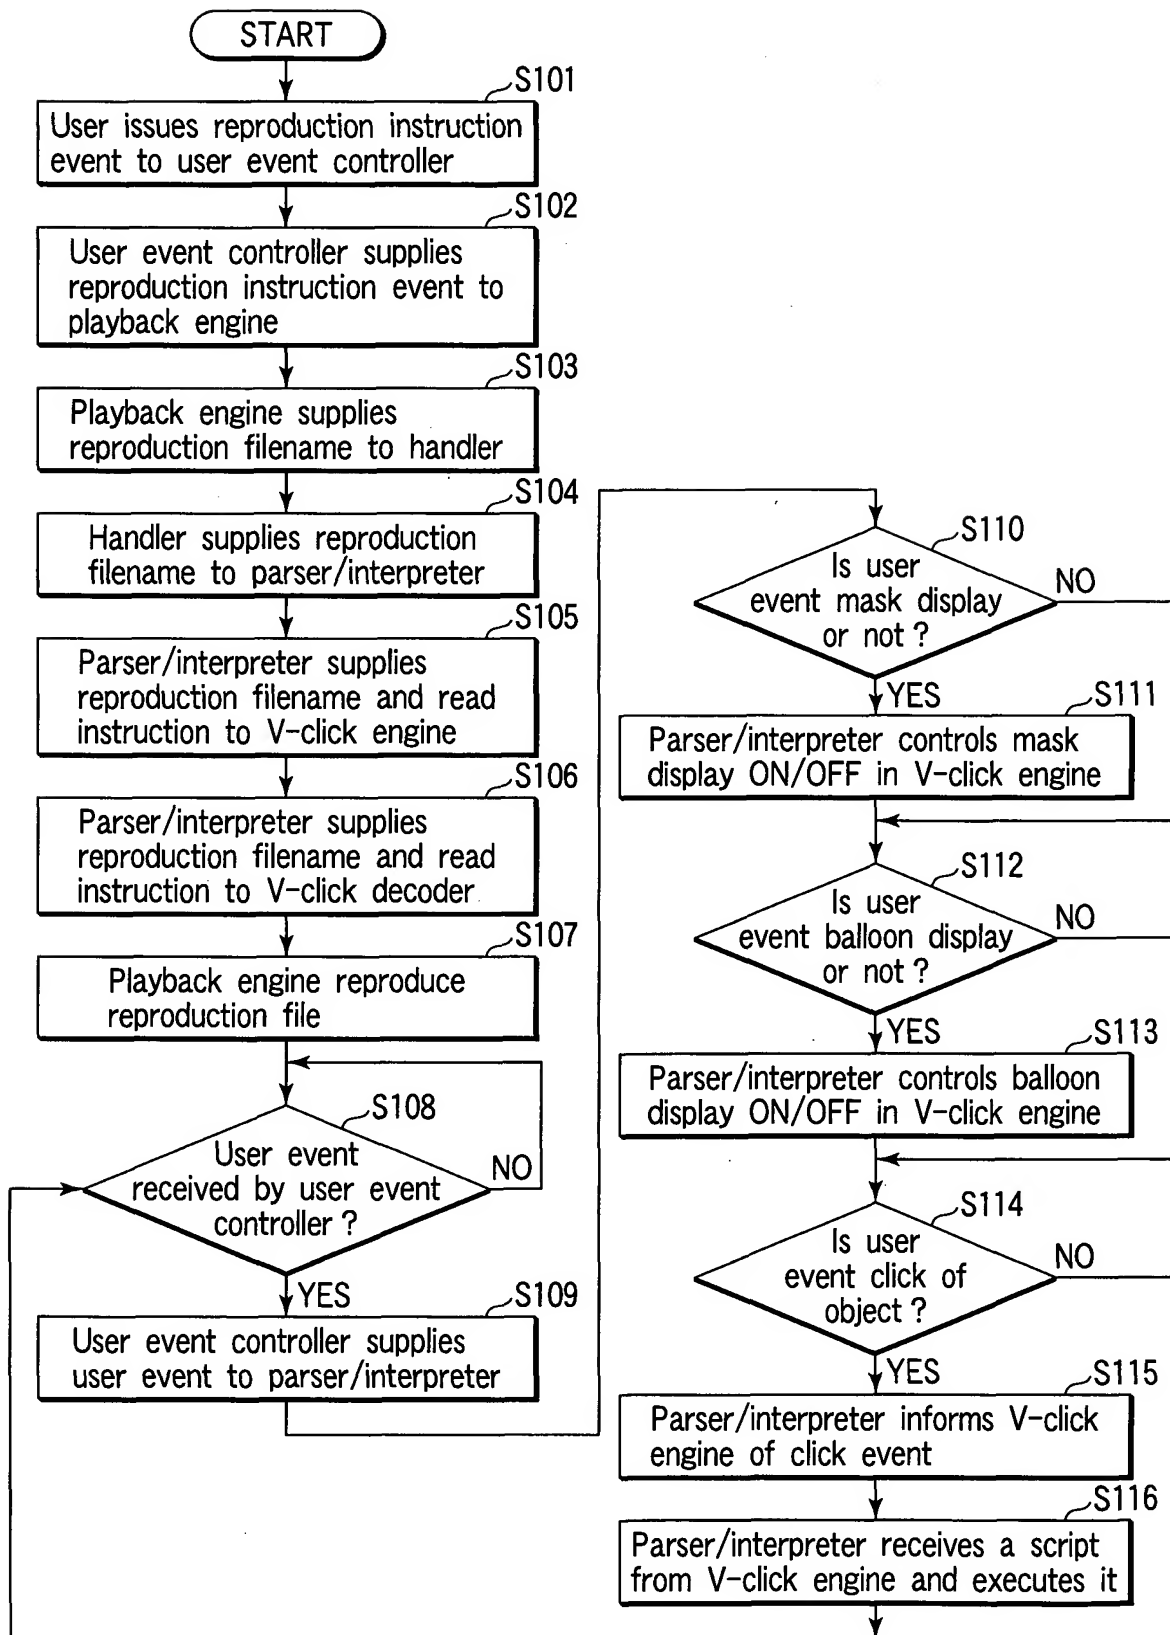 START
S101
User issues reproduction instruction
event to user event controller
S102
User event controller supplies
reproduction instruction event to
playback engine
S103
Playback engine supplies
reproduction filename to handler
S104
Handler supplies reproduction
filename to parser/interpreter
S105
Parser/interpreter supplies
reproduction filename and read
instruction to V-click engine
S106
Parser/interpreter supplies
reproduction filename and read
instruction to V-click decoder
S107
Playback engine reproduce
reproduction file
S108
User event
received by user event
controller ?
NO
YES
S109
User event controller supplies
user event to parser/interpreter
S110
Is user
event mask display
or not ?
NO
YES
S111
Parser/interpreter controls mask
display ON/OFF in V-click engine
S112
Is user
event balloon display
or not ?
NO
YES
S113
Parser/interpreter controls balloon
display ON/OFF in V-click engine
S114
Is user
event click of
object ?
NO
YES
S115
Parser/interpreter informs V-click
engine of click event
S116
Parser/interpreter receives a script
from V-click engine and executes it